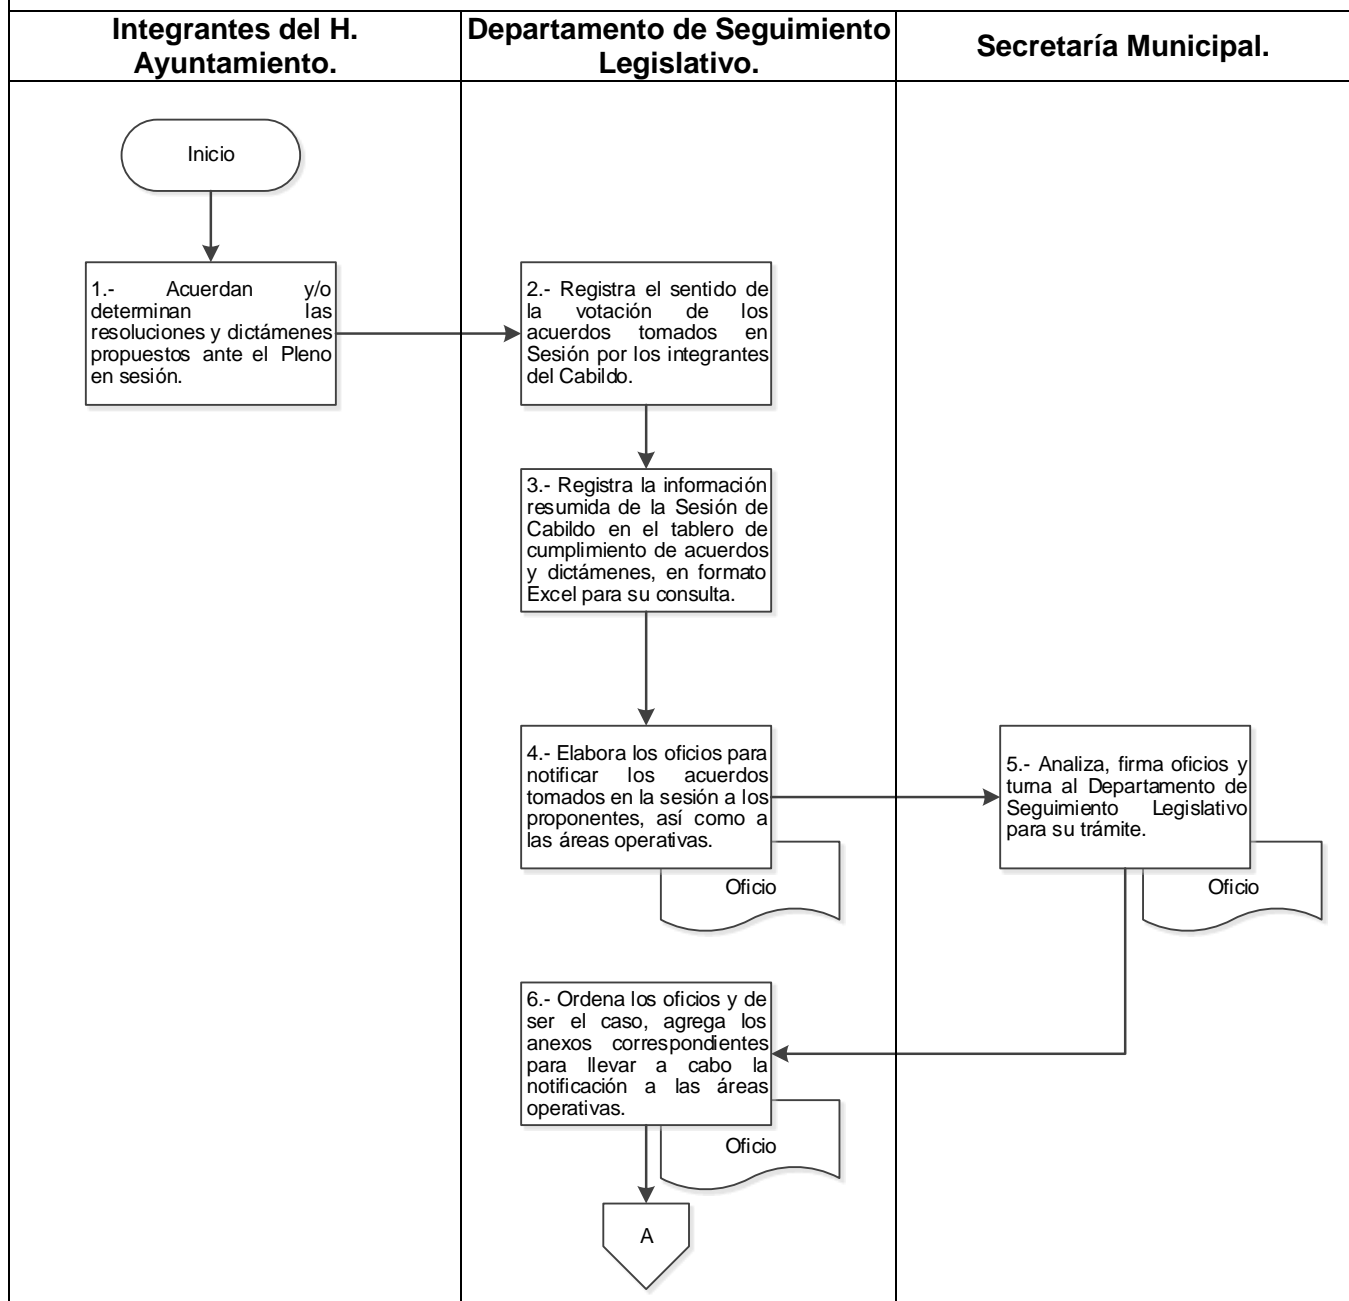 Integrantes del H.
Ayuntamiento.
Departamento de Seguimiento
Legislativo.
Secretaría Municipal.
Inicio
1.- Acuerdan y/o
determinan las
resoluciones y dictámenes
propuestos ante el Pleno
en sesión.
2.- Registra el sentido de
la votación de los
acuerdos tomados en
Sesión por los integrantes
del Cabildo.
3.- Registra la información
resumida de la Sesión de
Cabildo en el tablero de
cumplimiento de acuerdos
y dictámenes, en formato
Excel para su consulta.
4.- Elabora los oficios para
notificar los acuerdos
tomados en la sesión a los
proponentes, así como a
las áreas operativas.
Oficio
5.- Analiza, firma oficios y
turna al Departamento de
Seguimiento Legislativo
para su trámite.
Oficio
6.- Ordena los oficios y de
ser el caso, agrega los
anexos correspondientes
para llevar a cabo la
notificación a las áreas
operativas.
Oficio
A